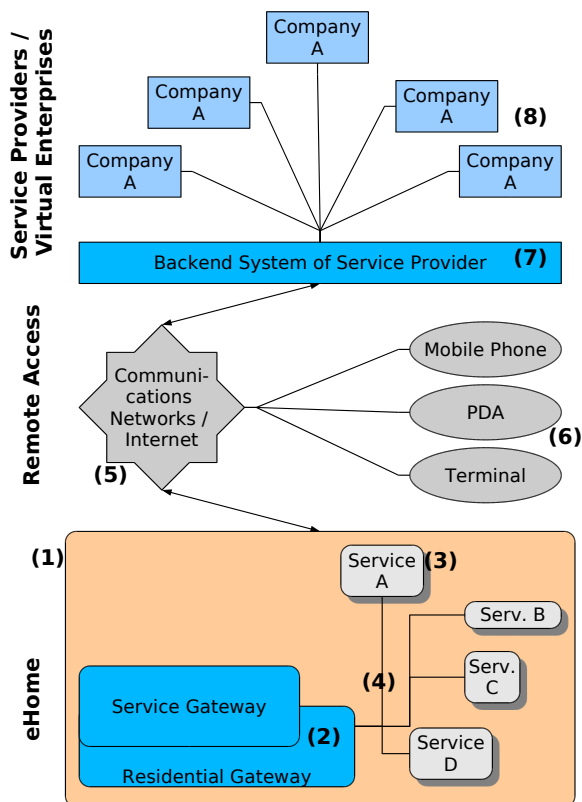 Service Providers /
Virtual Enterprises
Company
A
Company
A
Company
A
(8)
Company
A
Company
A
Backend System of Service Provider
(7)
Remote Access
Communi-
cations
Networks /
Internet
(5)
Mobile Phone
PDA
(6)
Terminal
eHome
(1)
Service
A
(3)
Serv. B
Serv.
C
(4)
Service Gateway
(2)
Service
D
Residential Gateway